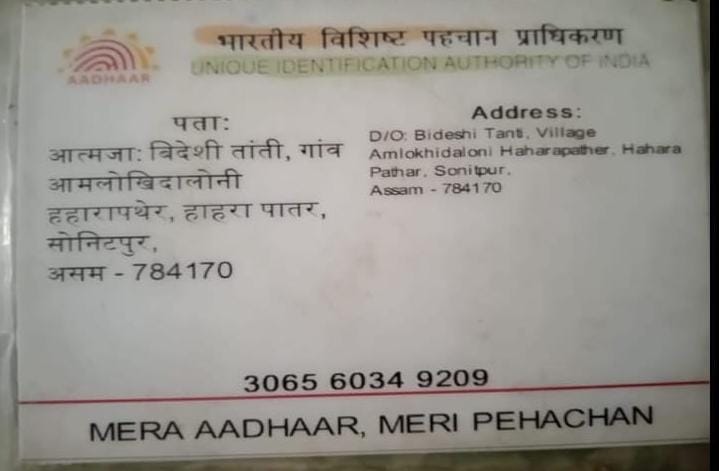 AADHAAR
भारतीय विशिष्ट पहचान प्राधिकरण
UNIQUE IDENTIFICATION AUTHORITY OF INDIA
पता:
आत्मजा: बिदेशी तांती, गांव
आमलोखिदालोनी
हहारापथेर, हाहरा पातर,
सोनिटपुर,
असम - 784170
Address:
D/O: Bideshi Tanti, Village
Amlokhidaloni Haharapather, Hahara
Pathar, Sonitpur,
Assam - 784170
3065 6034 9209
MERA AADHAAR, MERI PEHACHAN